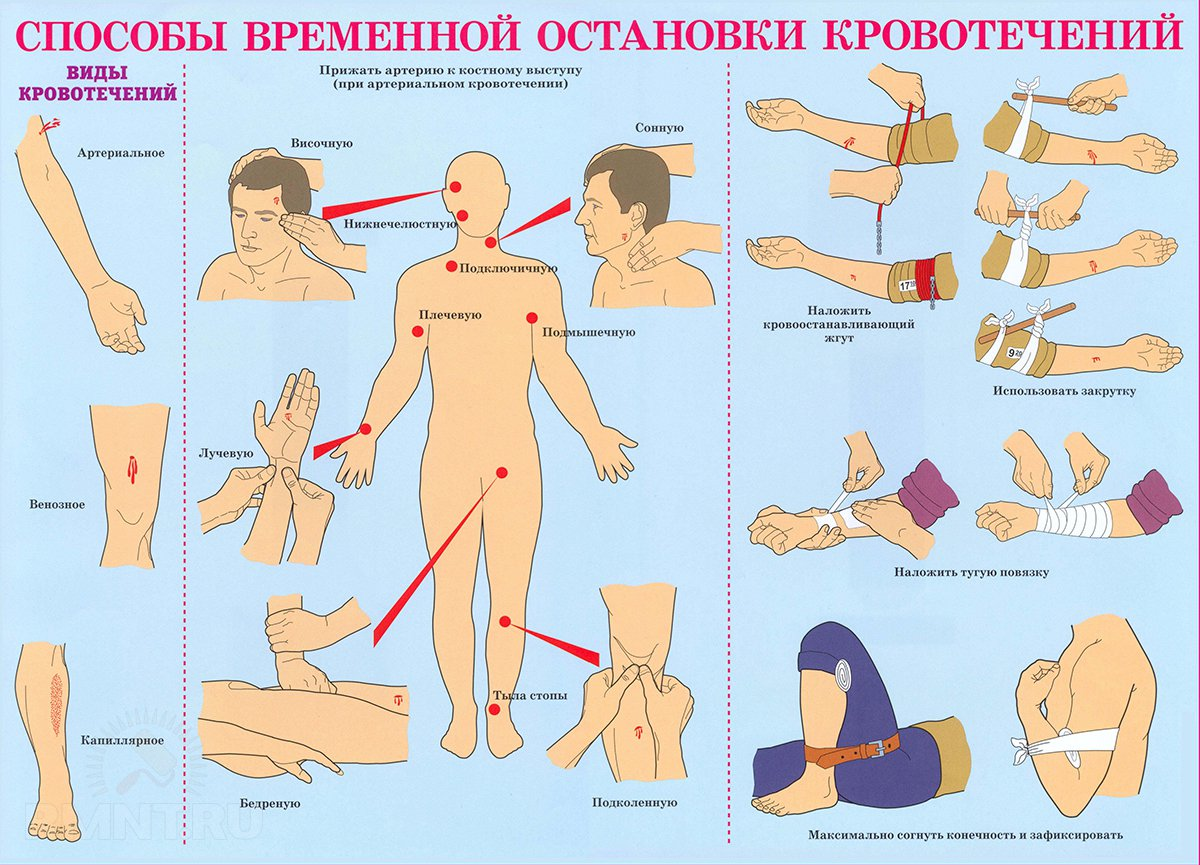 СПОСОБЫ ВРЕМЕННОЙ ОСТАНОВКИ КРОВОТЕЧЕНИЙ
ВИДЫ
КРОВОТЕЧЕНИЙ
Артериальное
Венозное
Капиллярное
Прижать артерию к костному выступу
(при артериальном кровотечении)
Височную
Сонную
Нижнечелюстную
Подключичную
Плечевую
Подмышечную
Лучевую
Тыла стопы
Бедреную
Подколенную
Наложить
кровоостанавливающий
жгут
Использовать закрутку
Наложить тугую повязку
Максимально согнуть конечность и зафиксировать
RMNT.RU